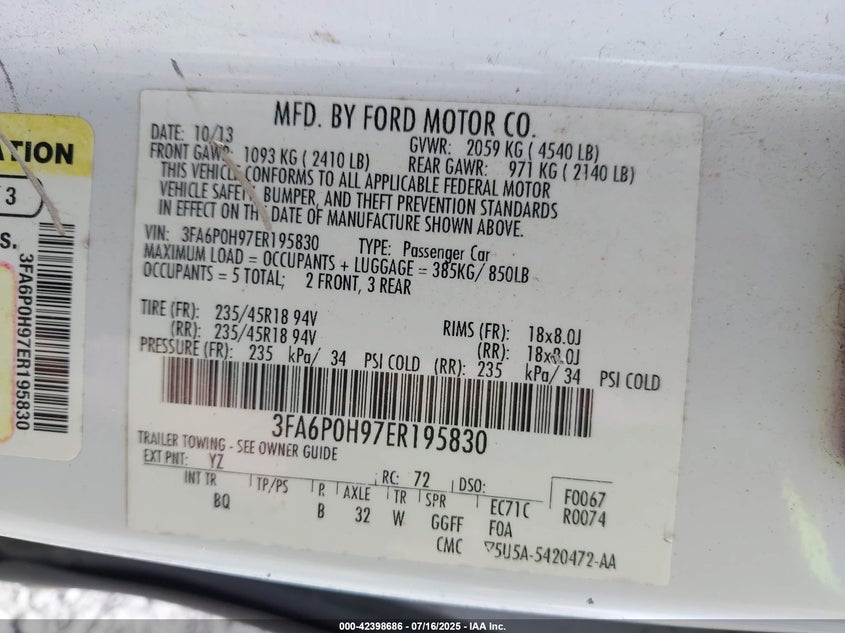 MFD. BY FORD MOTOR CO.
DATE: 10/13 GVWR: 2059 KG ( 4540 LB)
FRONT GAWR: 1093 KG ( 2410 LB) REAR GAWR: 971 KG ( 2140 LB)
THIS VEHICLE CONFORMS TO ALL APPLICABLE FEDERAL MOTOR
VEHICLE SAFETY, BUMPER, AND THEFT PREVENTION STANDARDS
IN EFFECT ON THE DATE OF MANUFACTURE SHOWN ABOVE.
VIN: 3FA6P0H97ER195830 TYPE: Passenger Car
MAXIMUM LOAD = OCCUPANTS + LUGGAGE = 385KG/ 850LB
OCCUPANTS = 5 TOTAL; 2 FRONT, 3 REAR
TIRE (FR): 235/45R18 94V RIMS (FR): 18x8.0J
(RR): 235/45R18 94V (RR): 18x8.0J
PRESSURE (FR): 235 kPa/ 34 PSI COLD (RR): 235 kPa/ 34 PSI COLD
3FA6P0H97ER195830
TRAILER TOWING - SEE OWNER GUIDE
EXT PNT: YZ RC: 72 DSO: F0067
INT TR TP/PS R AXLE TR SPR EC71C R0074
BQ B 32 W GGFF F0A
CMC 5U5A-5420472-AA
ATION
3
S.
3FA6P0H97ER195830
000-42398686 - 07/16/2025 - IAA Inc.